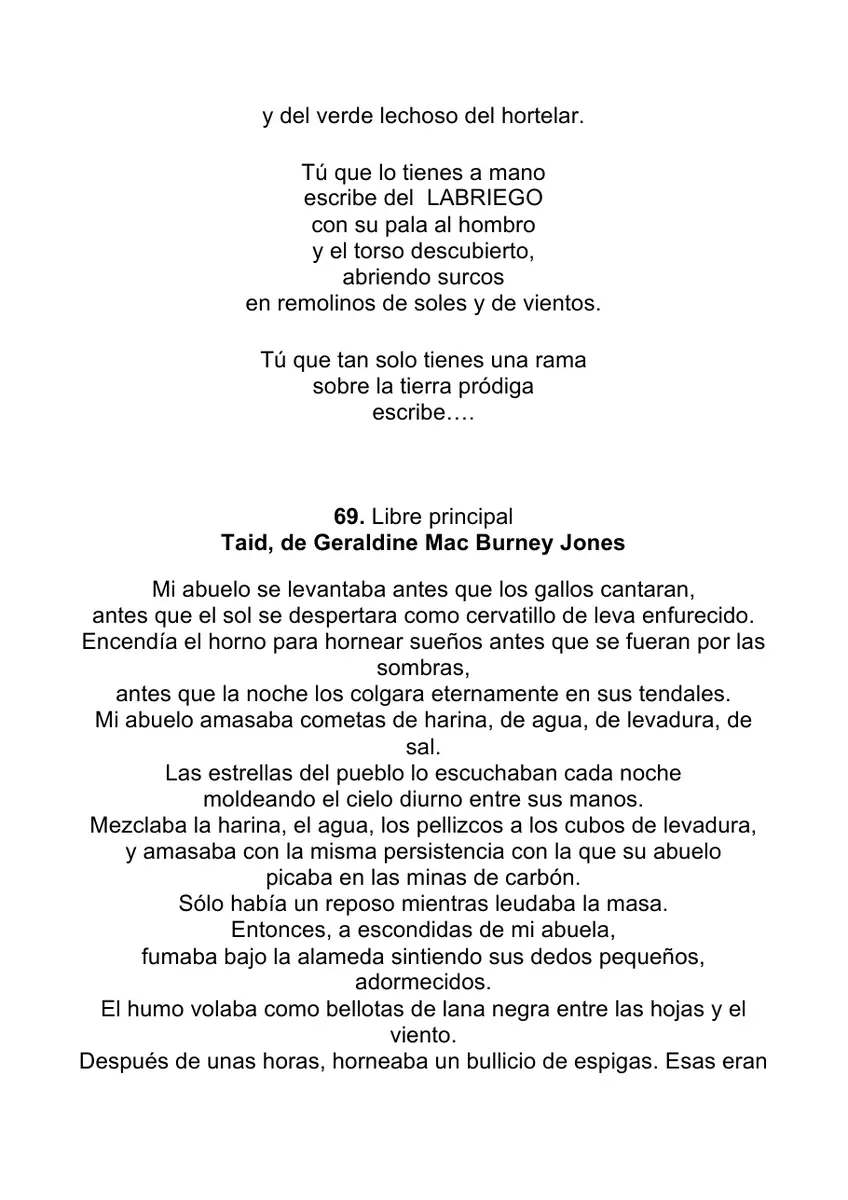 y del verde lechoso del hortelar.
Tú que lo tienes a mano
escribe del  LABRIEGO
con su pala al hombro
y el torso descubierto,
abriendo surcos
en remolinos de soles y de vientos.
Tú que tan solo tienes una rama
sobre la tierra pródiga
escribe….
69. Libre principal
Taid, de Geraldine Mac Burney Jones
Mi abuelo se levantaba antes que los gallos cantaran,
antes que el sol se despertara como cervatillo de leva enfurecido.
Encendía el horno para hornear sueños antes que se fueran por las
sombras,
antes que la noche los colgara eternamente en sus tendales.
Mi abuelo amasaba cometas de harina, de agua, de levadura, de
sal.
Las estrellas del pueblo lo escuchaban cada noche
moldeando el cielo diurno entre sus manos.
Mezclaba la harina, el agua, los pellizcos a los cubos de levadura,
y amasaba con la misma persistencia con la que su abuelo
picaba en las minas de carbón.
Sólo había un reposo mientras leudaba la masa.
Entonces, a escondidas de mi abuela,
fumaba bajo la alameda sintiendo sus dedos pequeños,
adormecidos.
El humo volaba como bellotas de lana negra entre las hojas y el
viento.
Después de unas horas, horneaba un bullicio de espigas. Esas eran